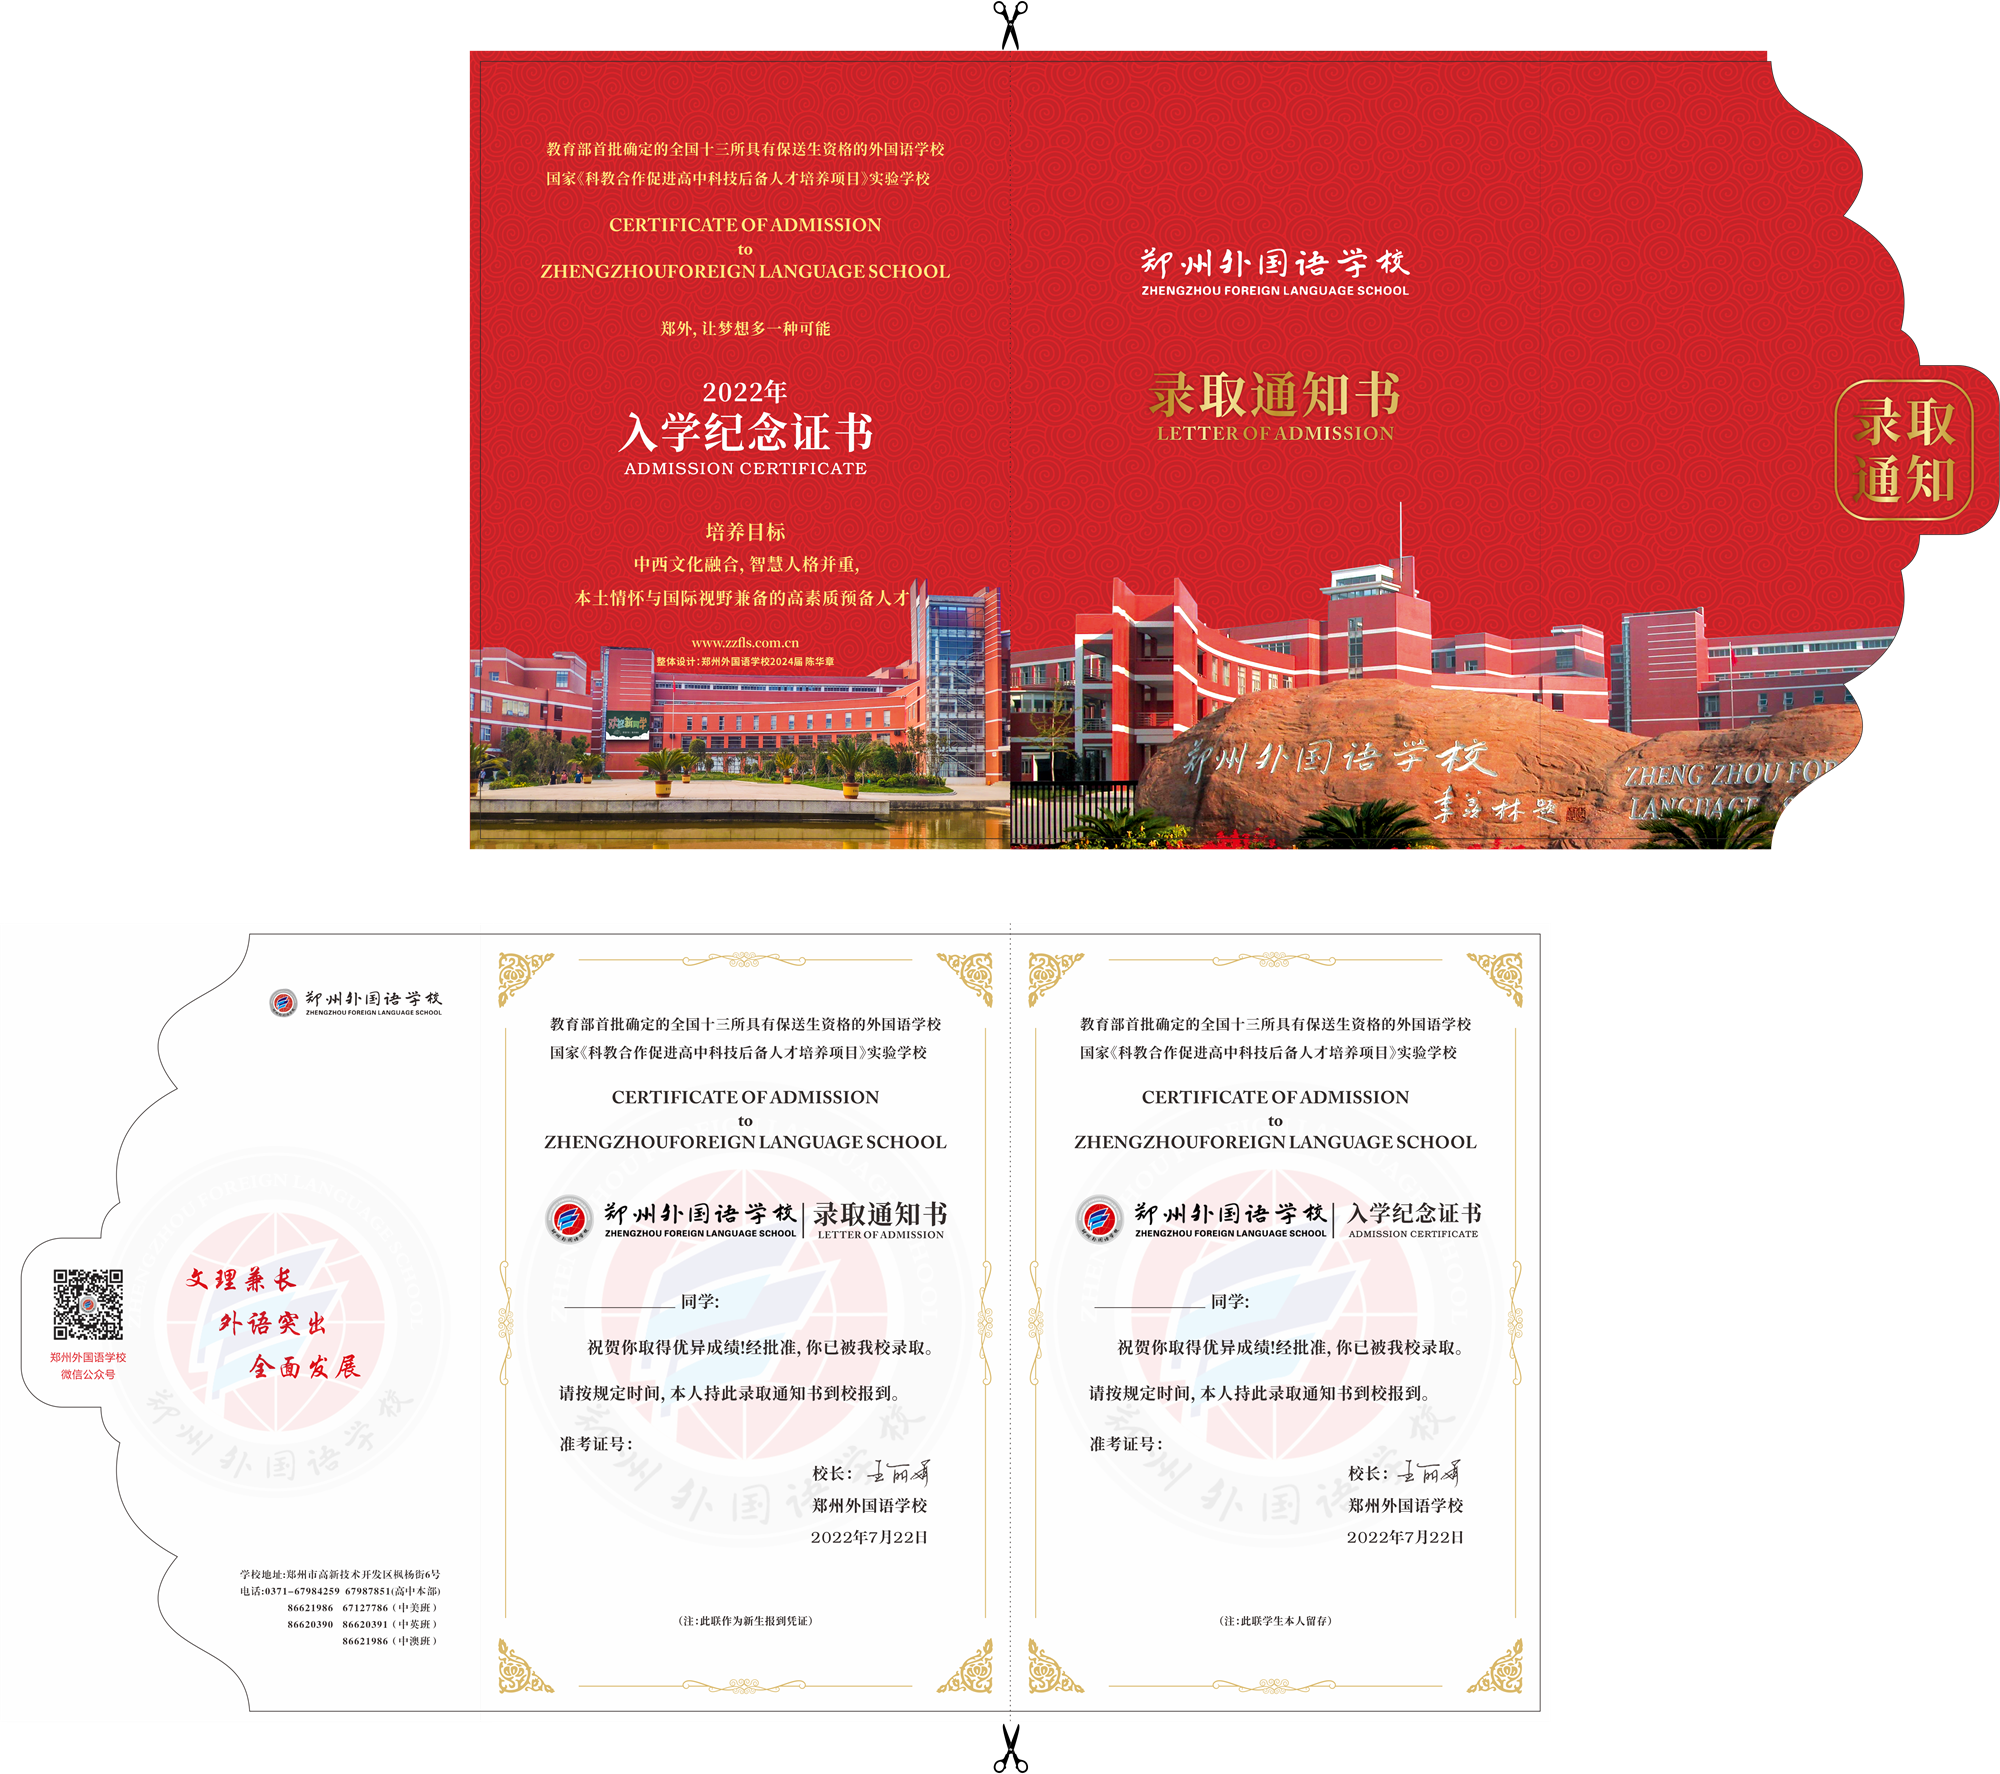 教育部首批确定的全国十三所具有保送生资格的外国语学校
国家《科教合作促进高中科技后备人才培养项目》实验学校
CERTIFICATE OF ADMISSION
to
ZHENGZHOUFOREIGN LANGUAGE SCHOOL
郑外, 让梦想多一种可能
2022年
入学纪念证书
ADMISSION CERTIFICATE
培养目标
中西文化融合, 智慧人格并重,
本土情怀与国际视野兼备的高素质预备人才
www.zzfls.com.cn
整体设计:郑州外国语学校2024届 陈华章
郑州外国语学校
ZHENGZHOU FOREIGN LANGUAGE SCHOOL
录取通知书
LETTER OF ADMISSION
郑州外国语学校
季羡林题
ZHENG ZHOU FOR
LANGUAGE
录取
通知
郑州外国语学校
ZHENGZHOU FOREIGN LANGUAGE SCHOOL
文理兼长
外语突出
全面发展
郑州外国语学校
微信公众号
郑州外国语学校
学校地址:郑州市高新技术开发区枫杨街6号
电话:0371-67984259 67987851(高中本部)
86621986 67127786（中美班）
86620390 86620391（中英班）
86621986（中澳班）
教育部首批确定的全国十三所具有保送生资格的外国语学校
国家《科教合作促进高中科技后备人才培养项目》实验学校
CERTIFICATE OF ADMISSION
to
ZHENGZHOUFOREIGN LANGUAGE SCHOOL
郑州外国语学校
ZHENGZHOU FOREIGN LANGUAGE SCHOOL
录取通知书
LETTER OF ADMISSION
同学:
祝贺你取得优异成绩!经批准, 你已被我校录取。
请按规定时间, 本人持此录取通知书到校报到。
准考证号:
校长: 王丽娟
郑州外国语学校
2022年7月22日
郑州外国语学校
(注:此联作为新生报到凭证)
教育部首批确定的全国十三所具有保送生资格的外国语学校
国家《科教合作促进高中科技后备人才培养项目》实验学校
CERTIFICATE OF ADMISSION
to
ZHENGZHOUFOREIGN LANGUAGE SCHOOL
郑州外国语学校
ZHENGZHOU FOREIGN LANGUAGE SCHOOL
入学纪念证书
ADMISSION CERTIFICATE
同学:
祝贺你取得优异成绩!经批准, 你已被我校录取。
请按规定时间, 本人持此录取通知书到校报到。
准考证号:
校长: 王丽娟
郑州外国语学校
2022年7月22日
郑州外国语学校
(注:此联学生本人留存)